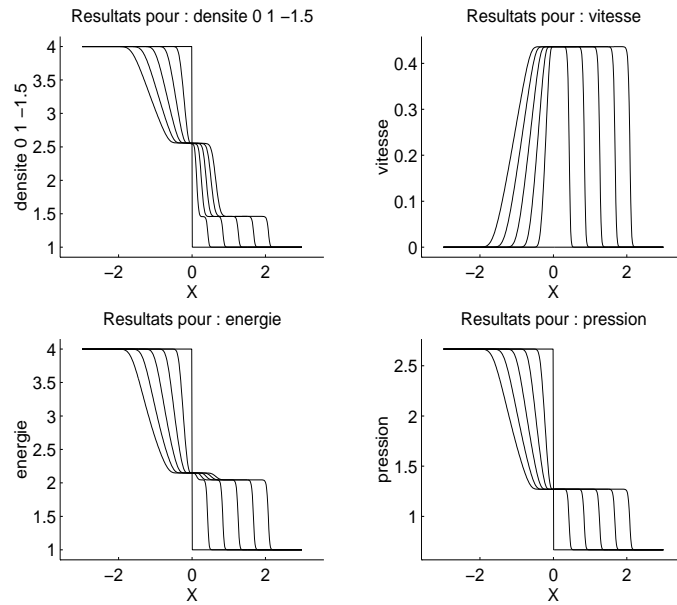 Resultats pour : densite 0 1 −1.5
4
3.5
3
2.5
2
1.5
1
densite 0 1 −1.5
−2
0
2
X
Resultats pour : vitesse
0.4
0.3
0.2
0.1
0
vitesse
−2
0
2
X
Resultats pour : energie
4
3.5
3
2.5
2
1.5
1
energie
−2
0
2
X
Resultats pour : pression
2.5
2
1.5
1
pression
−2
0
2
X